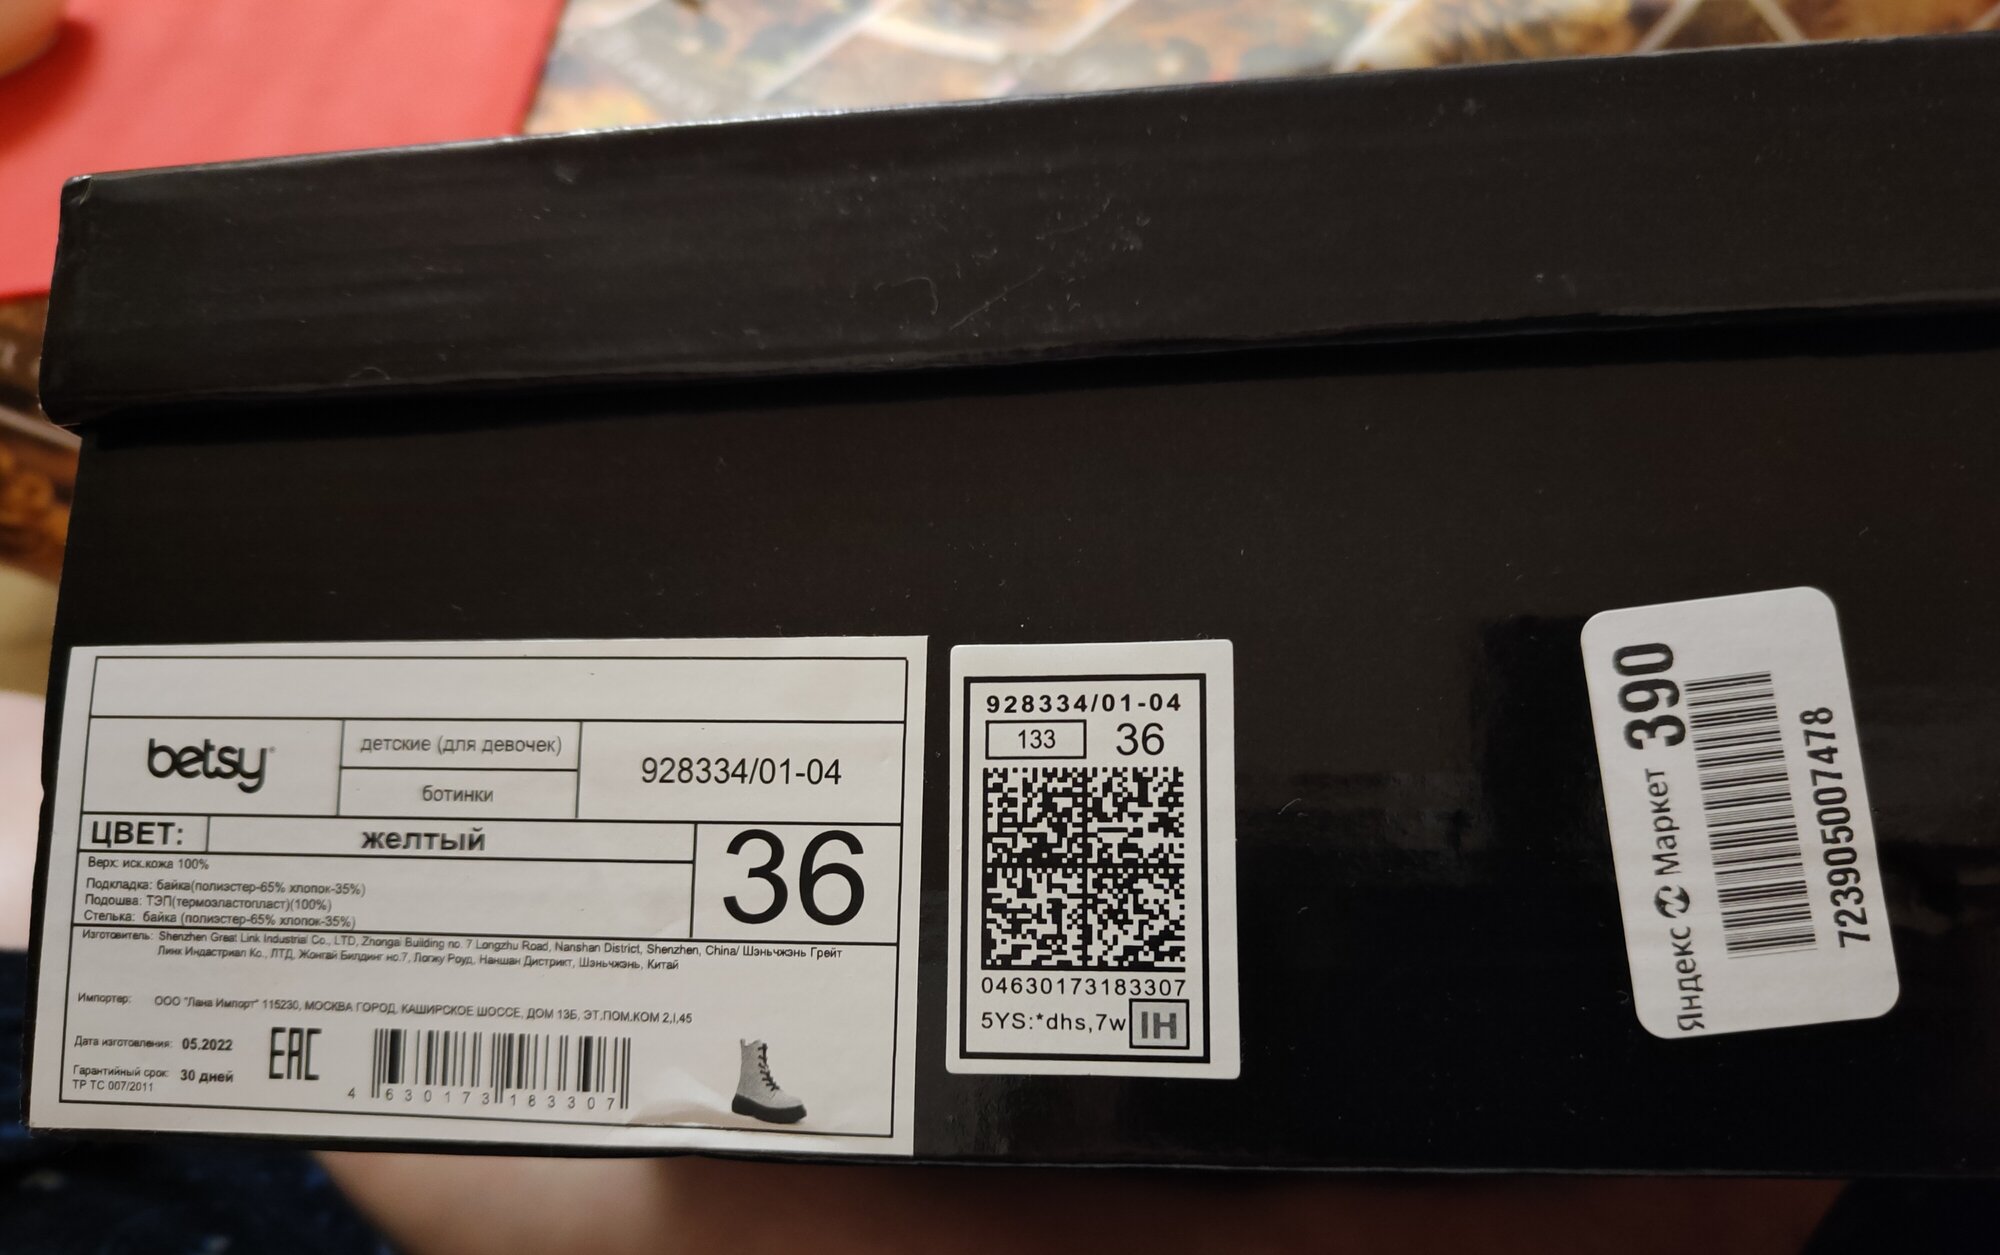 betsy®
детские (для девочек)
ботинки
928334/01-04
ЦВЕТ:
желтый
36
Верх: иск.кожа 100%
Подкладка: байка(полиэстер-65% хлопок-35%)
Подошва: ТЭП(термоэластопласт)(100%)
Стелька: байка (полиэстер-65% хлопок-35%)
Изготовитель: Shenzhen Great Link Industrial Co., LTD, Zhongai Building no. 7 Longzhu Road, Nanshan District, Shenzhen, China/ Шэньчжэнь Грейт
Линк Индастриал Ко., ЛТД, Жонгай Билдинг но.7, Логжу Роуд, Наншан Дистрикт, Шэньчжэнь, Китай
Импортер: ООО "Лана Импорт" 115230, МОСКВА ГОРОД, КАШИРСКОЕ ШОССЕ, ДОМ 13Б, ЭТ.ПОМ.КОМ 2,I,45
Дата изготовления: 05.2022
Гарантийный срок: 30 дней
ТР ТС 007/2011
EAC
4 630173 183307
928334/01-04
133
36
04630173183307
5YS:*dhs,7w
IH
Яндекс Маркет 390
723905007478